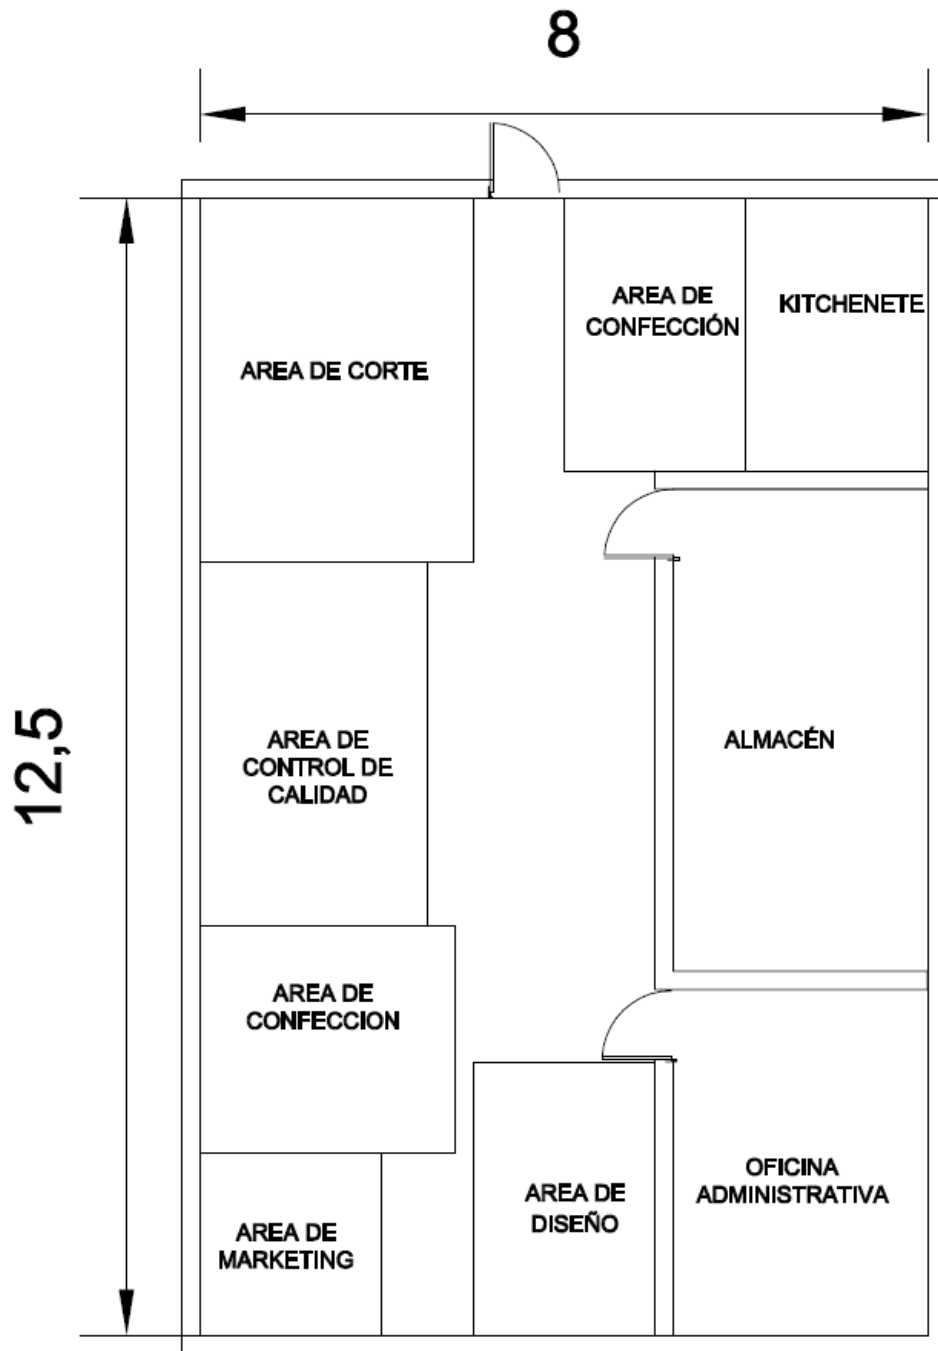 8
AREA DE
CONFECCIÓN
KITCHENETE
AREA DE CORTE
12,5
AREA DE
CONTROL DE
CALIDAD
ALMACÉN
AREA DE
CONFECCION
AREA DE
DISEÑO
OFICINA
ADMINISTRATIVA
AREA DE
MARKETING